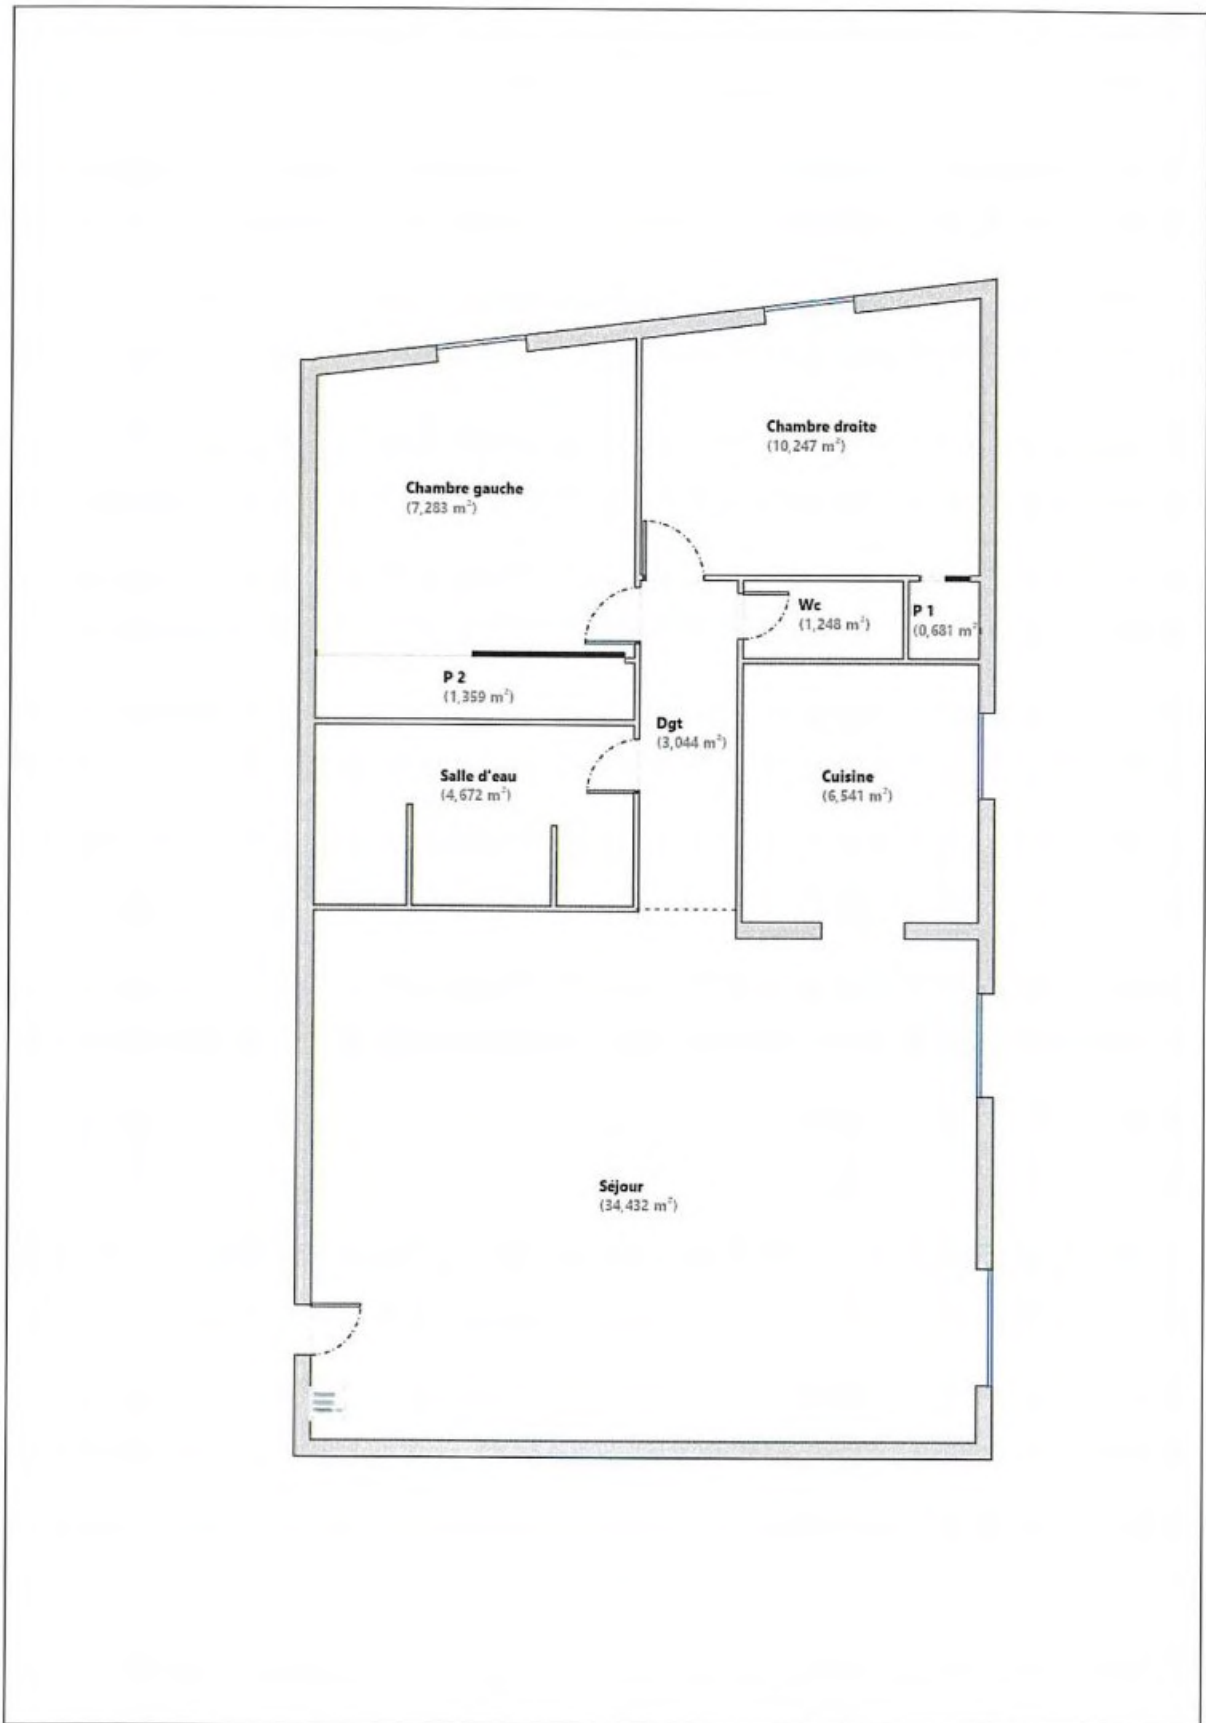 Chambre droite
(10,247 m²)
Chambre gauche
(7,283 m²)
Wc
(1,248 m²)
P 1
(0,681 m²
P 2
(1,359 m²)
Dgt
(3,044 m²)
Salle d'eau
(4,672 m²)
Cuisine
(6,541 m²)
Séjour
(34,432 m²)